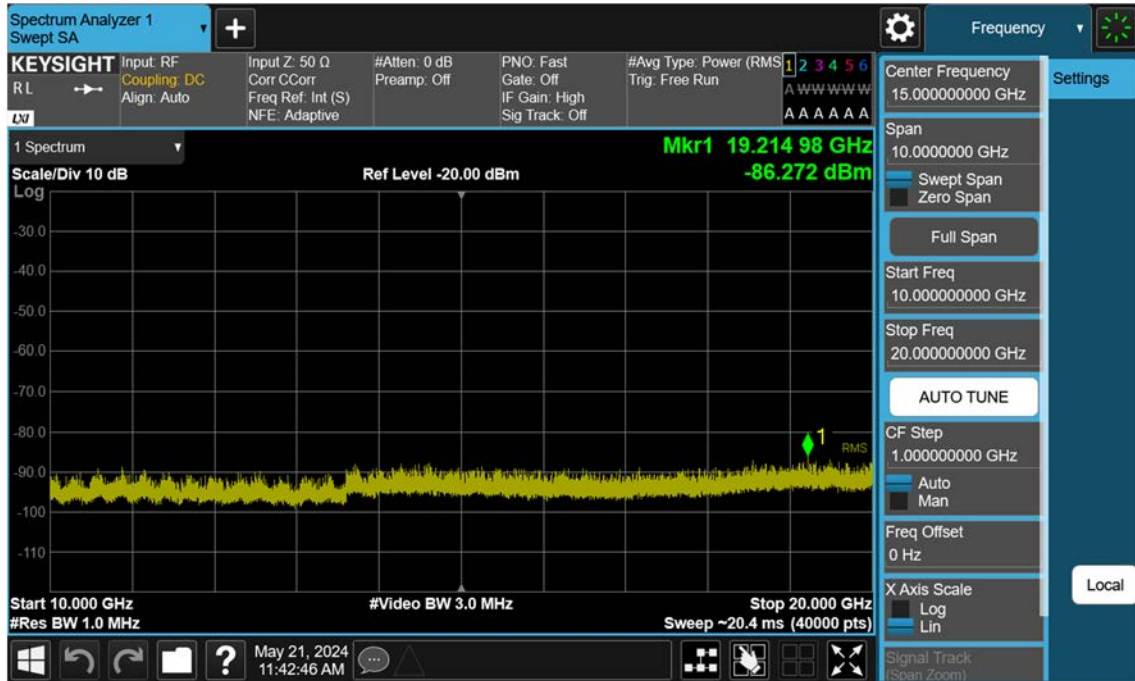 Spectrum Analyzer 1
Swept SA
+
Frequency
KEYSIGHT
RL
LXI
Input: RF
Coupling: DC
Align: Auto
Input Z: 50 Ω
Corr CCorr
Freq Ref: Int (S)
NFE: Adaptive
#Atten: 0 dB
Preamp: Off
PNO: Fast
Gate: Off
IF Gain: High
Sig Track: Off
#Avg Type: Power (RMS
Trig: Free Run
1 2 3 4 5 6
A W W W W W
A A A A A A
1 Spectrum
Mkr1 19.214 98 GHz
Scale/Div 10 dB
Ref Level -20.00 dBm
-86.272 dBm
Log
-30.0
-40.0
-50.0
-60.0
-70.0
-80.0
1
RMS
-90.0
-100
-110
Start 10.000 GHz
#Video BW 3.0 MHz
Stop 20.000 GHz
#Res BW 1.0 MHz
Sweep ~20.4 ms (40000 pts)
?
May 21, 2024
11:42:46 AM
Center Frequency
15.000000000 GHz
Settings
Span
10.0000000 GHz
Swept Span
Zero Span
Full Span
Start Freq
10.000000000 GHz
Stop Freq
20.000000000 GHz
AUTO TUNE
CF Step
1.000000000 GHz
Auto
Man
Freq Offset
0 Hz
X Axis Scale
Log
Lin
Local
Signal Track
(Span Zoom)